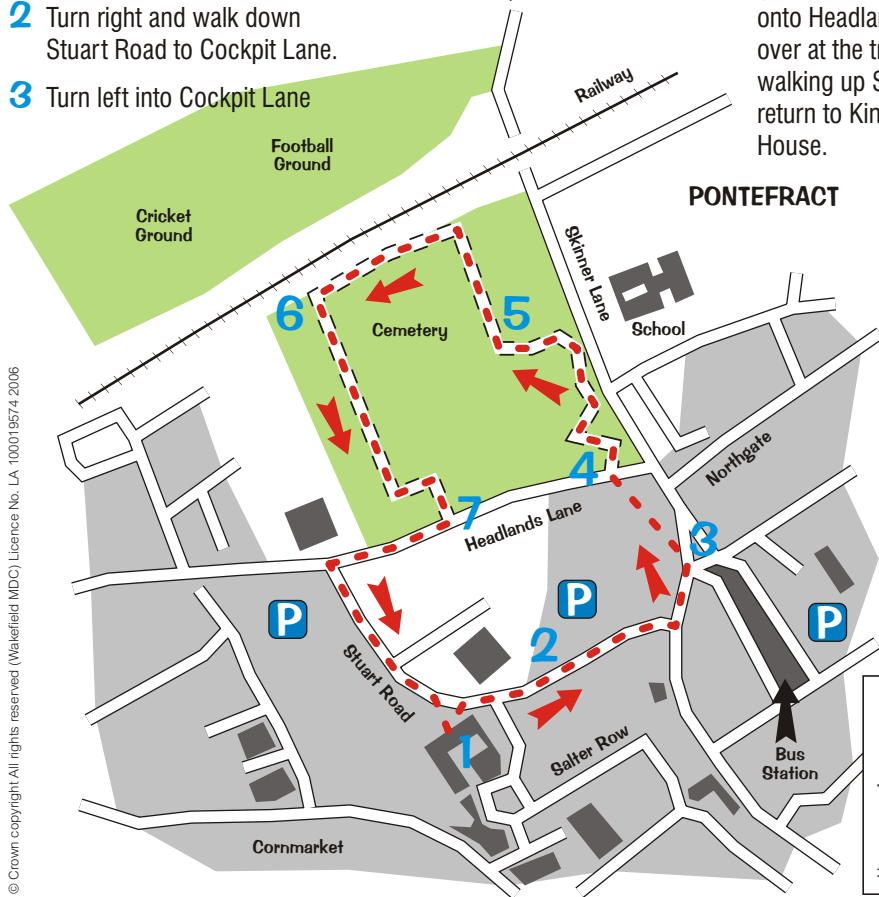 2 Turn right and walk down
Stuart Road to Cockpit Lane.
3 Turn left into Cockpit Lane
over at the
walking up
return to
House.
PONTEFRACT
Railway
Football
Ground
Cricket
Ground
Skinner Lane
School
6
5
Cemetery
4
Northgate
7
Headlands Lane
3
P
P
P
2
Stuart Road
1
Salter Row
Bus
Station
Cornmarket
© Crown copyright All rights reserved (Wakefield MDC) Licence No. LA 100019574 2006